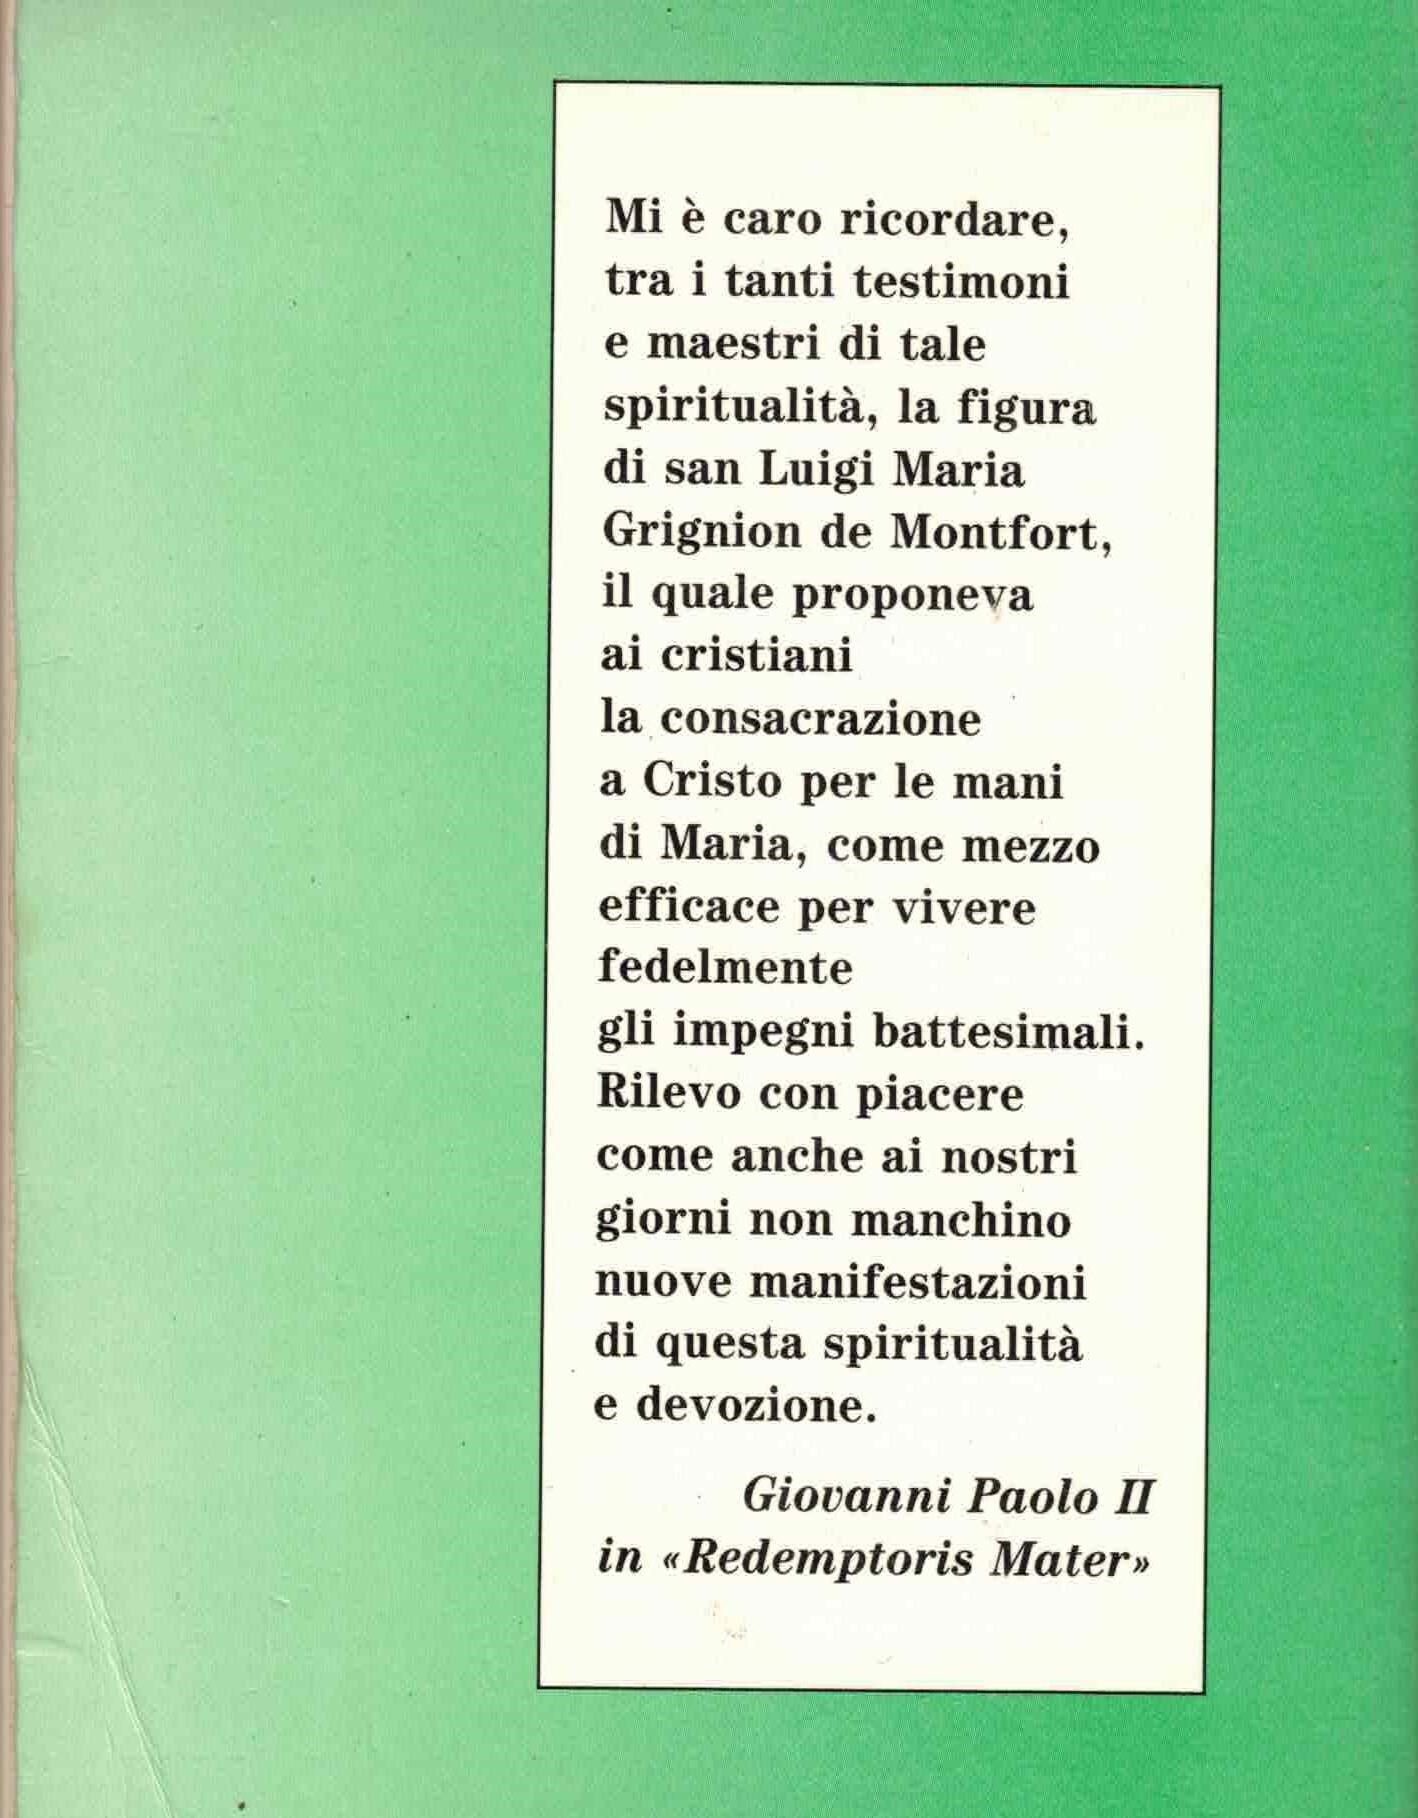 Mi è caro ricordare,
tra i tanti testimoni
e maestri di tale
spiritualità, la figura
di san Luigi Maria
Grignion de Montfort,
il quale proponeva
ai cristiani
la consacrazione
a Cristo per le mani
di Maria, come mezzo
efficace per vivere
fedelmente
gli impegni battesimali.
Rilevo con piacere
come anche ai nostri
giorni non manchino
nuove manifestazioni
di questa spiritualità
e devozione.
Giovanni Paolo II
in «Redemptoris Mater»